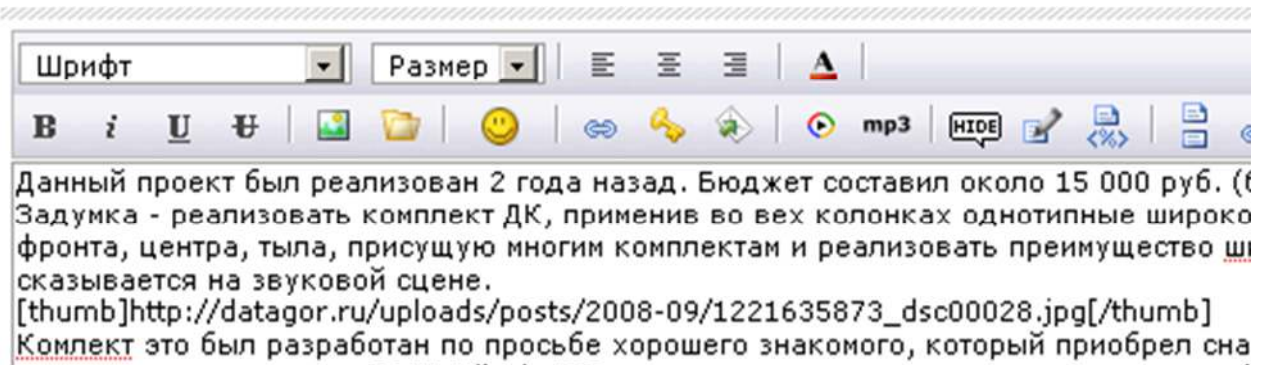 Шрифт Размер A
B i U U mp3 HIDE <%>
Данный проект был реализован 2 года назад. Бюджет составил около 15 000 руб. (
Задумка - реализовать комплект ДК, применив во вех колонках однотипные широко
фронта, центра, тыла, присущую многим комплектам и реализовать преимущество
сказывается на звуковой сцене.
[thumb]http://datagor.ru/uploads/posts/2008-09/1221635873_dsc00028.jpg[/thumb]
Комлект это был разработан по просьбе хорошего знакомого, который приобрел сна